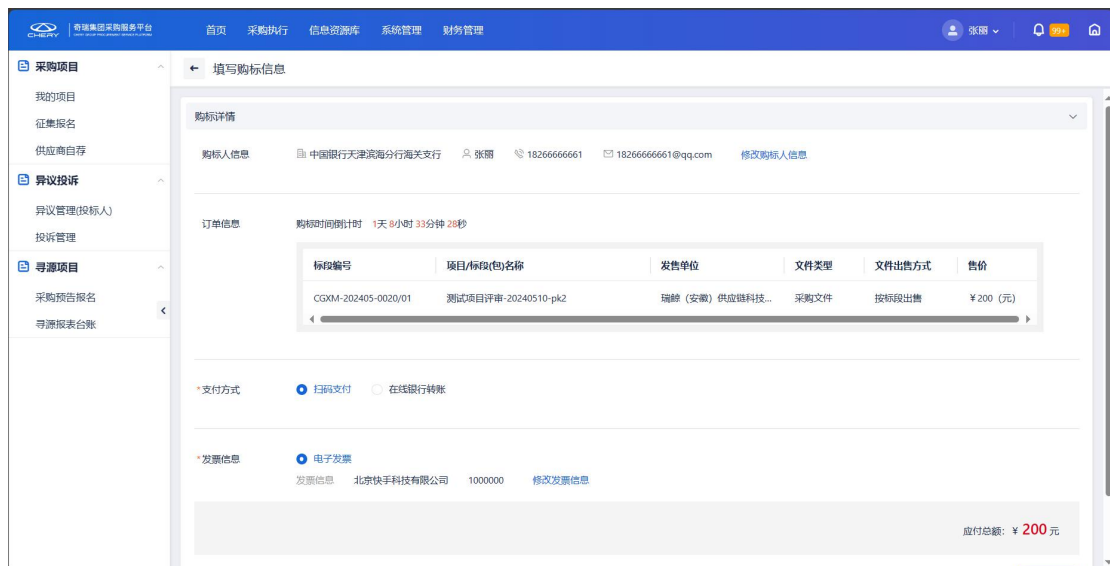 CHERY 奇瑞集团采购服务平台 首页 采购执行 信息资源库 系统管理 财务管理 张丽 99+
采购项目
我的项目
征集报名
供应商自荐
异议投诉
异议管理(投标人)
投诉管理
寻源项目
采购预告报名
寻源报表台账
填写购标信息
购标详情
购标人信息 中国银行天津滨海分行海关支行 张丽 18266666661 18266666661@qq.com 修改购标人信息
订单信息 购标时间倒计时 1天 8小时 33分钟 28秒
标段编号 项目/标段(包)名称 发售单位 文件类型 文件出售方式 售价
CGXM-202405-0020/01 测试项目评审-20240510-pk2 瑞鲸（安徽）供应链科技... 采购文件 按标段出售 ¥200 (元)
*支付方式 扫码支付 在线银行转账
*发票信息 电子发票
发票信息 北京快手科技有限公司 1000000 修改发票信息
应付总额: ¥ 200 元